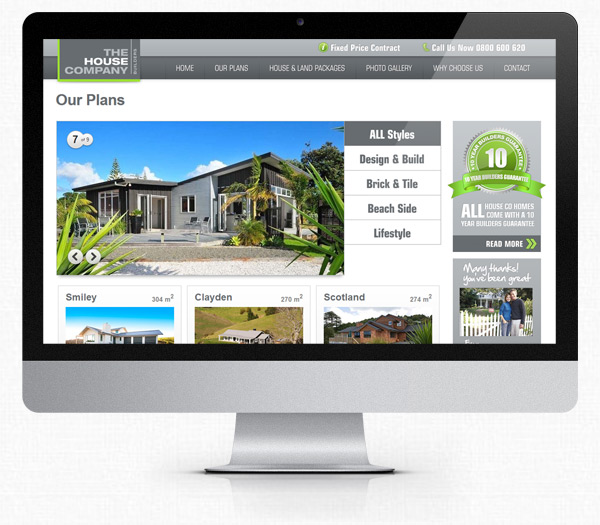 Fixed Price Contract
Call Us Now 0800 600 620
THE
HOUSE
COMPANY
BUILDERS
HOME
OUR PLANS
HOUSE & LAND PACKAGES
PHOTO GALLERY
WHY CHOOSE US
CONTACT
Our Plans
7 of 9
ALL Styles
Design & Build
Brick & Tile
Beach Side
Lifestyle
10 YEAR BUILDERS GUARANTEE
10
10 YEAR BUILDERS GUARANTEE
ALL HOUSE CO HOMES
COME WITH A 10
YEAR BUILDERS GUARANTEE
READ MORE
Many thanks!
you've been great
Smiley
304 m2
Clayden
270 m2
Scotland
274 m2